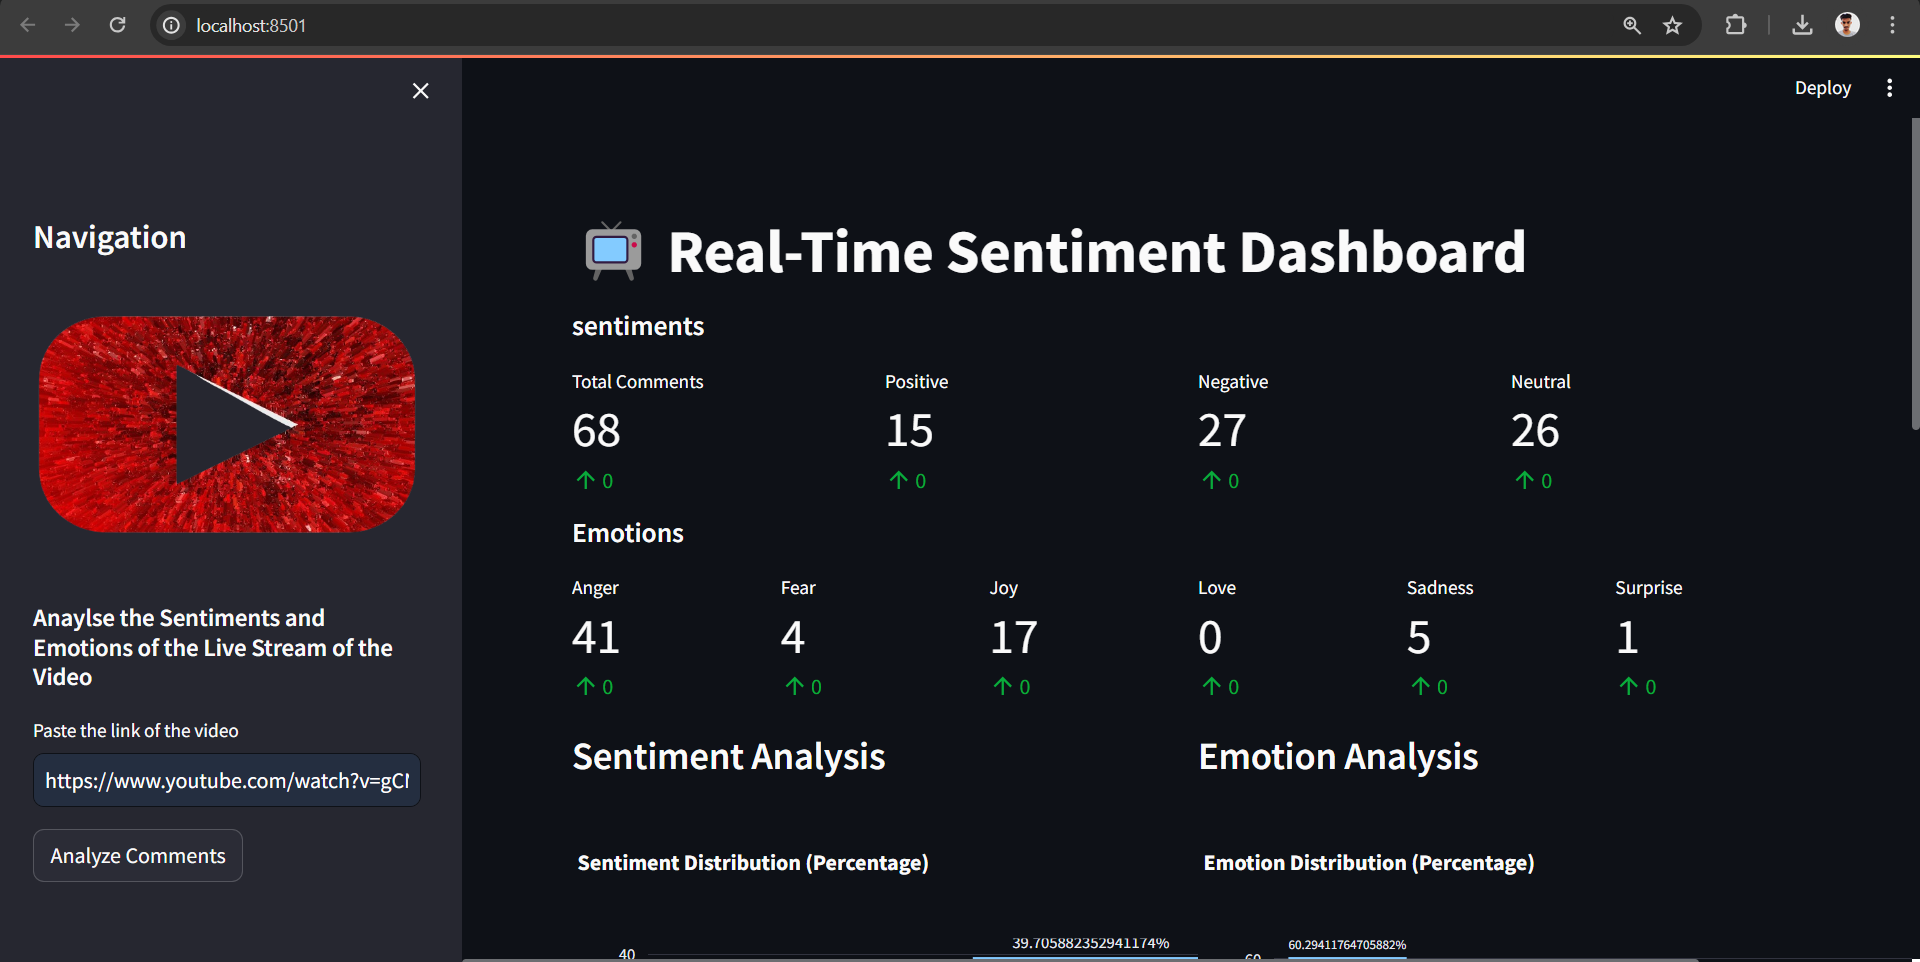 localhost:8501
Deploy
Navigation
Anaylse the Sentiments and
Emotions of the Live Stream of the
Video
Paste the link of the video
https://www.youtube.com/watch?v=gC
Analyze Comments
Real-Time Sentiment Dashboard
sentiments
Total Comments Positive Negative Neutral
68 15 27 26
↑ 0 ↑ 0 ↑ 0 ↑ 0
Emotions
Anger Fear Joy Love Sadness Surprise
41 4 17 0 5 1
↑ 0 ↑ 0 ↑ 0 ↑ 0 ↑ 0 ↑ 0
Sentiment Analysis Emotion Analysis
Sentiment Distribution (Percentage) Emotion Distribution (Percentage)
39.705882352941174% 60.29411764705882%
40 60